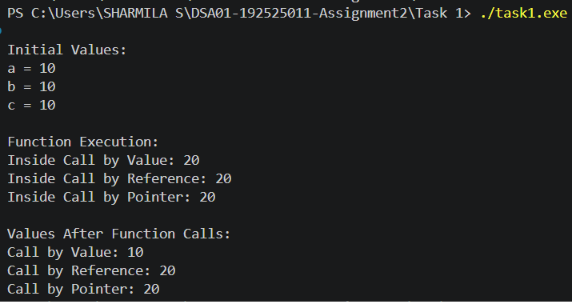 PS C:\Users\SHARMILA S\DSA01-192525011-Assignment2\Task 1> ./task1.exe
Initial Values:
a = 10
b = 10
c = 10
Function Execution:
Inside Call by Value: 20
Inside Call by Reference: 20
Inside Call by Pointer: 20
Values After Function Calls:
Call by Value: 10
Call by Reference: 20
Call by Pointer: 20